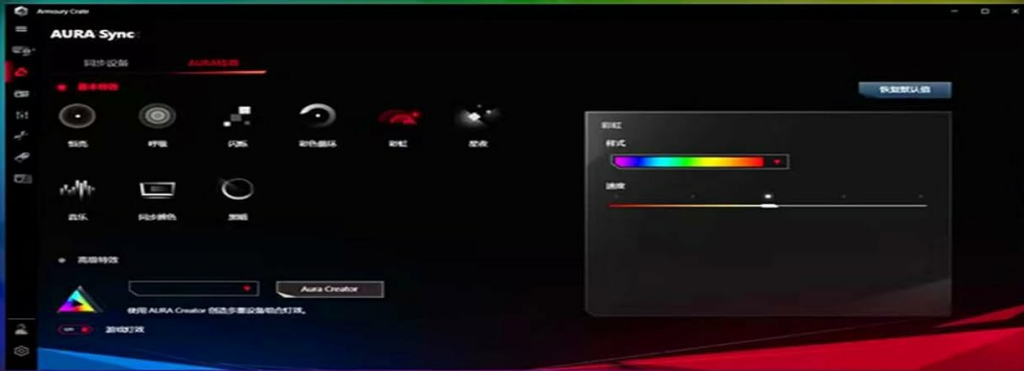 Armoury Crate
AURA Sync
同步设备
AURA特效
基本特效
恢复默认值
恒亮
呼吸
闪烁
彩色循环
彩虹
星夜
彩虹
样式
速度
音乐
同步颜色
黑暗
高级特效
Aura Creator
使用 AURA Creator 创造多重设备组合灯效。
游戏灯效